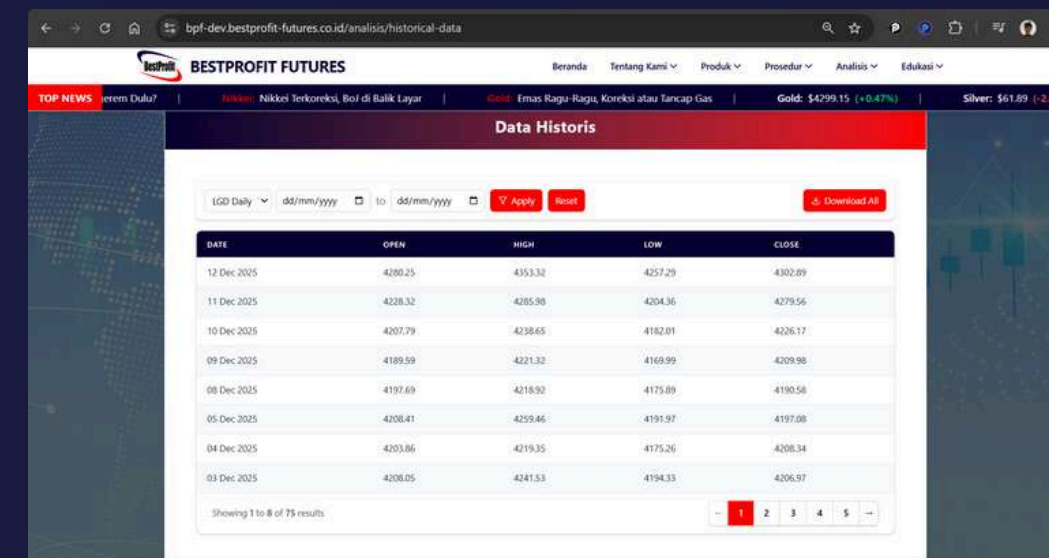 bpf-dev.bestprofit-futures.co.id/analisis/historical-data
BestProfit BESTPROFIT FUTURES Beranda Tentang Kami Produk Prosedur Analisis Edukasi
TOP NEWS erem Dulu? | Nikkei: Nikkei Terkoreksi, BoJ di Balik Layar | Gold: Emas Ragu-Ragu, Koreksi atau Tancap Gas | Gold: $4299.15 (+0.47%) | Silver: $61.89 (-2.
Data Historis
LGD Daily dd/mm/yyyy to dd/mm/yyyy Apply Reset Download All
DATE OPEN HIGH LOW CLOSE
12 Dec 2025 4280.25 4353.32 4257.29 4302.89
11 Dec 2025 4228.32 4285.98 4204.36 4279.56
10 Dec 2025 4207.79 4238.65 4182.01 4226.17
09 Dec 2025 4189.59 4221.32 4169.99 4209.98
08 Dec 2025 4197.69 4218.92 4175.89 4190.58
05 Dec 2025 4208.41 4259.46 4191.97 4197.08
04 Dec 2025 4203.86 4219.35 4175.26 4208.34
03 Dec 2025 4208.05 4241.53 4194.33 4206.97
Showing 1 to 8 of 75 results ← 1 2 3 4 5 →